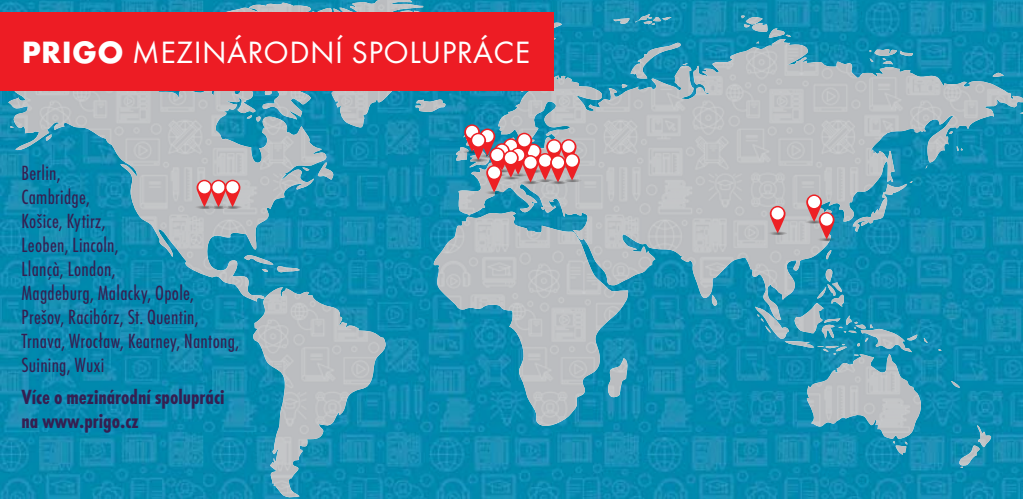 PRIGO MEZINÁRODNÍ SPOLUPRÁCE
Berlin,
Cambridge,
Košice, Kytirz,
Leoben, Lincoln,
Llançà, London,
Magdeburg, Malacky, Opole,
Prešov, Racibórz, St. Quentin,
Trnava, Wrocław, Kearney, Nantong,
Suining, Wuxi
Více o mezinárodní spolupráci
na www.prigo.cz